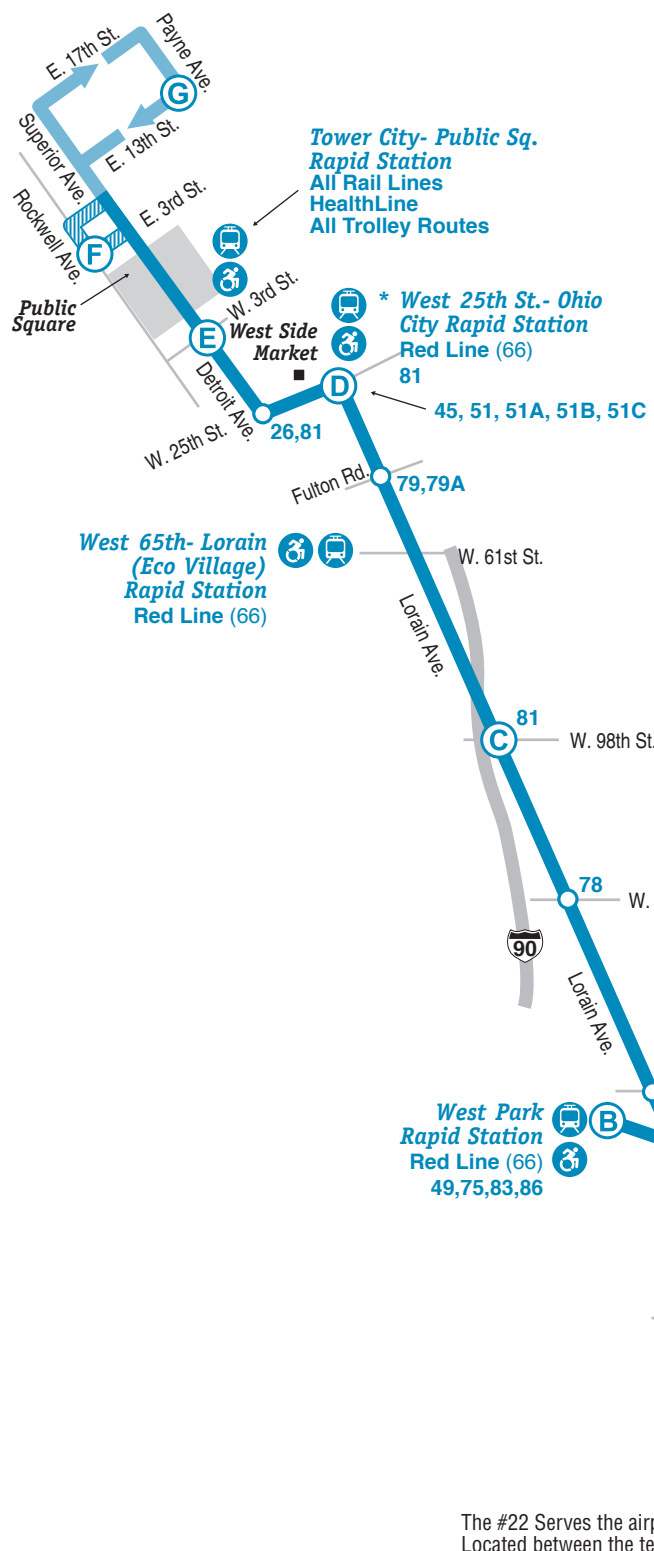 E. 17th St.
Payne Ave.
G
E. 13th St.
Superior Ave.
Rockwell Ave.
E. 3rd St.
F
Tower City- Public Sq.
Rapid Station
All Rail Lines
HealthLine
All Trolley Routes
Public
Square
W. 3rd St.
E
West Side
Market
* West 25th St.- Ohio
City Rapid Station
Red Line (66)
81
D
Detroit Ave.
W. 25th St.
26,81
45, 51, 51A, 51B, 51C
Fulton Rd.
79,79A
West 65th- Lorain
(Eco Village)
Rapid Station
Red Line (66)
W. 61st St.
Lorain Ave.
81
C
W. 98th St.
78
W.
90
Lorain Ave.
West Park
Rapid Station
Red Line (66)
49,75,83,86
B
The #22 Serves the
Located between the